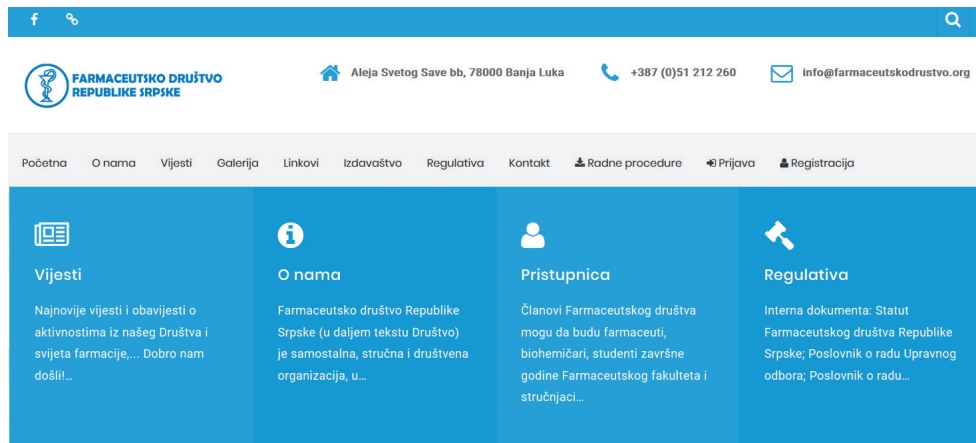 FARMACEUTSKO DRUŠTVO
REPUBLIKE SRPSKE
Aleja Svetog Save bb, 78000 Banja Luka
+387 (0)51 212 260
info@farmaceutskodrustvo.org
Početna O nama Vijesti Galerija Linkovi Izdavaštvo Regulativa Kontakt Radne procedure Prijava Registracija
Vijesti
Najnovije vijesti i obavijesti o
aktivnostima iz našeg Društva i
svijeta farmacije,... Dobro nam
došli!...
O nama
Farmaceutsko društvo Republike
Srpske (u daljem tekstu Društvo)
je samostalna, stručna i društvena
organizacija, u...
Pristupnica
Članovi Farmaceutskog društva
mogu da budu farmaceuti,
biohemičari, studenti završne
godine Farmaceutskog fakulteta i
stručnjaci...
Regulativa
Interna dokumenta: Statut
Farmaceutskog društva Republike
Srpske; Poslovnik o radu Upravnog
odbora; Poslovnik o radu...